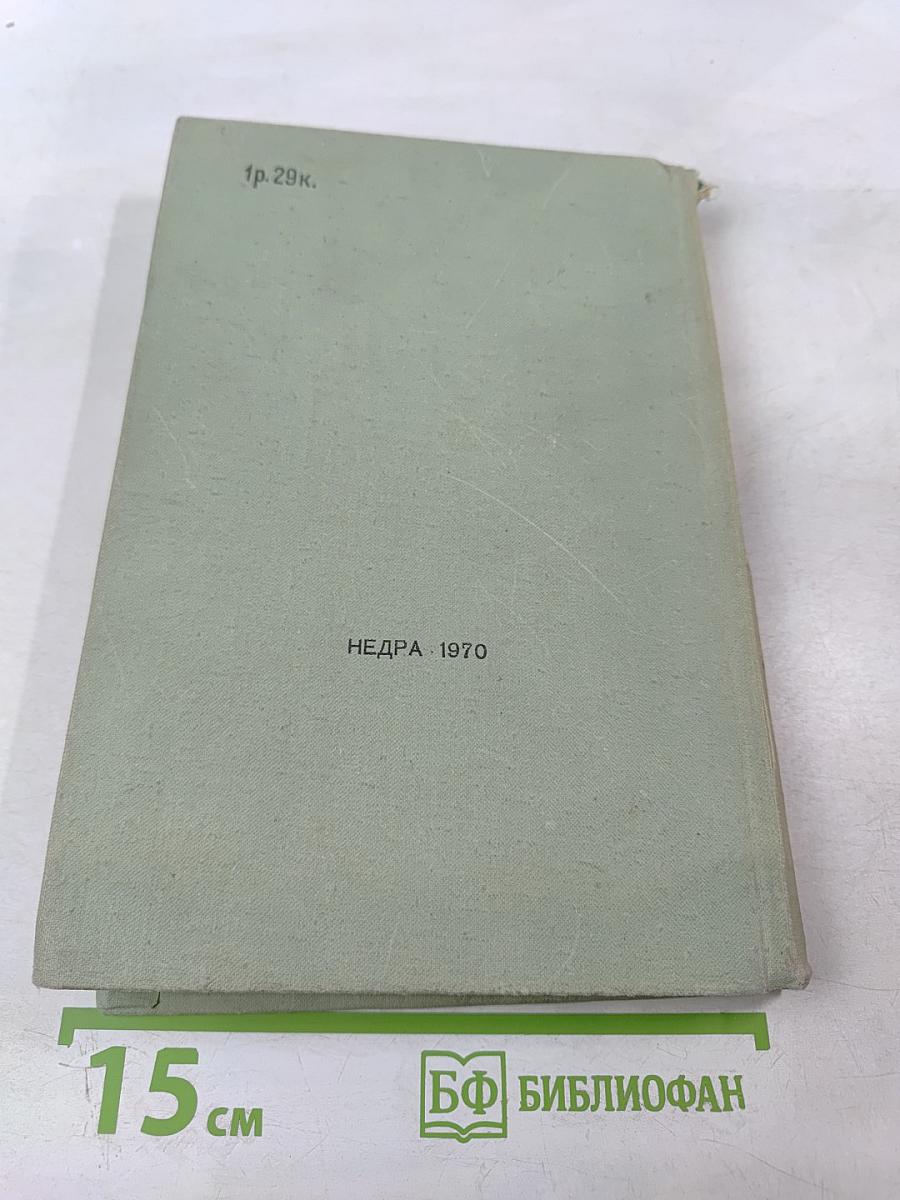 1р.29к.
НЕДРА · 1970
15 см
БФ БИБЛИОФАН